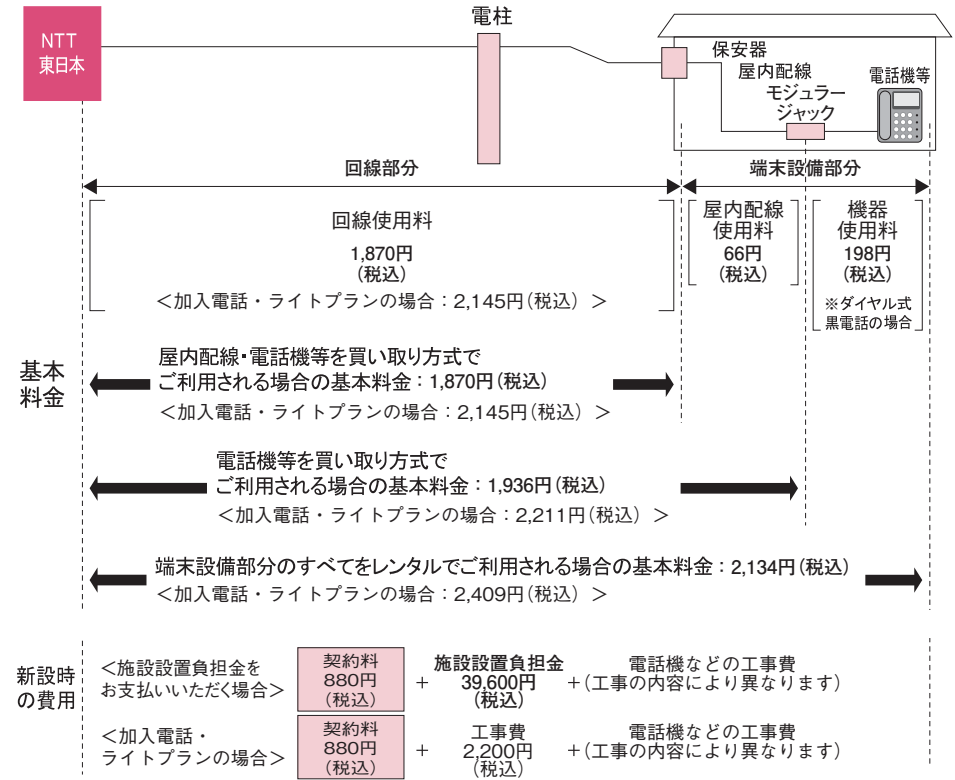 電柱
NTT
東日本
保安器
屋内配線
モジュラー
ジャック
電話機等
回線部分
端末設備部分
回線使用料
1,870円
(税込)
<加入電話・ライトプランの場合：2,145円(税込) >
屋内配線
使用料
66円
(税込)
機器
使用料
198円
(税込)
※ダイヤル式
黒電話の場合
基本
料金
屋内配線・電話機等を買い取り方式で
ご利用される場合の基本料金：1,870円(税込)
<加入電話・ライトプランの場合：2,145円(税込) >
電話機等を買い取り方式で
ご利用される場合の基本料金：1,936円(税込)
<加入電話・ライトプランの場合：2,211円(税込) >
端末設備部分のすべてをレンタルでご利用される場合の基本料金：2,134円(税込)
<加入電話・ライトプランの場合：2,409円(税込) >
新設時
の費用
<施設設置負担金を
お支払いいただく場合>
契約料
880円
(税込)
+
施設設置負担金
39,600円
(税込)
電話機などの工事費
+(工事の内容により異なります)
<加入電話・
ライトプランの場合>
契約料
880円
(税込)
+
工事費
2,200円
(税込)
電話機などの工事費
+(工事の内容により異なります)